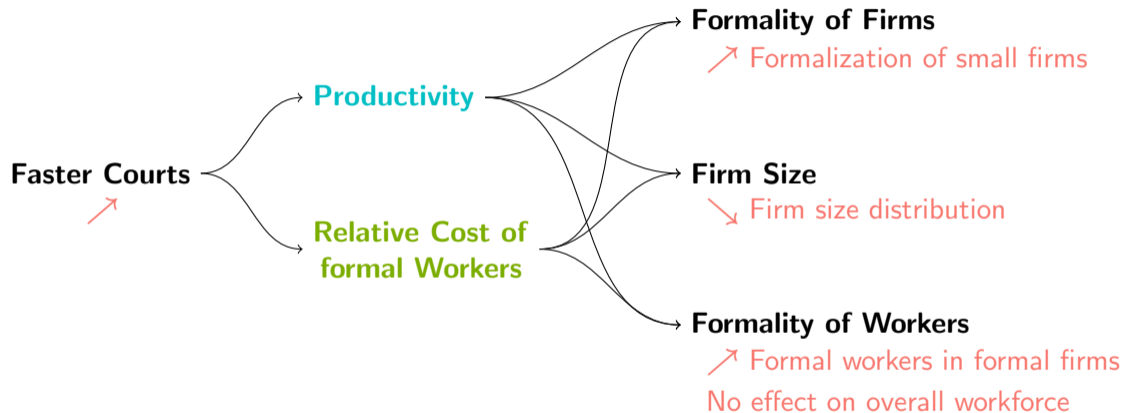 Faster Courts
Productivity
Relative Cost of
formal Workers
Formality of Firms
Formalization of small firms
Firm Size
Firm size distribution
Formality of Workers
Formal workers in formal firms
No effect on overall workforce